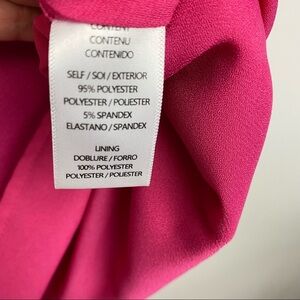 CONTENT
CONTENU
CONTENIDO
SELF / SOI / EXTERIOR
95% POLYESTER
POLYESTER / POLIESTER
5% SPANDEX
ELASTANO / SPANDEX
LINING
DOBLURE / FORRO
100% POLYESTER
POLYESTER / POLIESTER